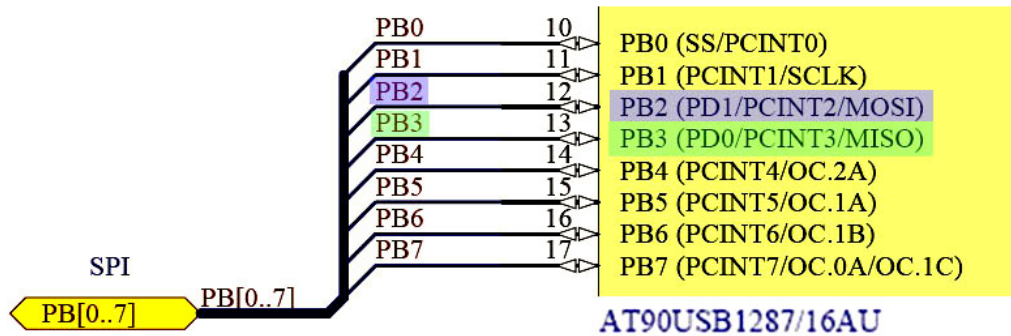 PB0 10 PB0 (SS/PCINT0)
PB1 11 PB1 (PCINT1/SCLK)
PB2 12 PB2 (PD1/PCINT2/MOSI)
PB3 13 PB3 (PD0/PCINT3/MISO)
PB4 14 PB4 (PCINT4/OC.2A)
PB5 15 PB5 (PCINT5/OC.1A)
PB6 16 PB6 (PCINT6/OC.1B)
PB7 17 PB7 (PCINT7/OC.0A/OC.1C)
SPI
PB[0..7] PB[0..7]
AT90USB1287/16AU